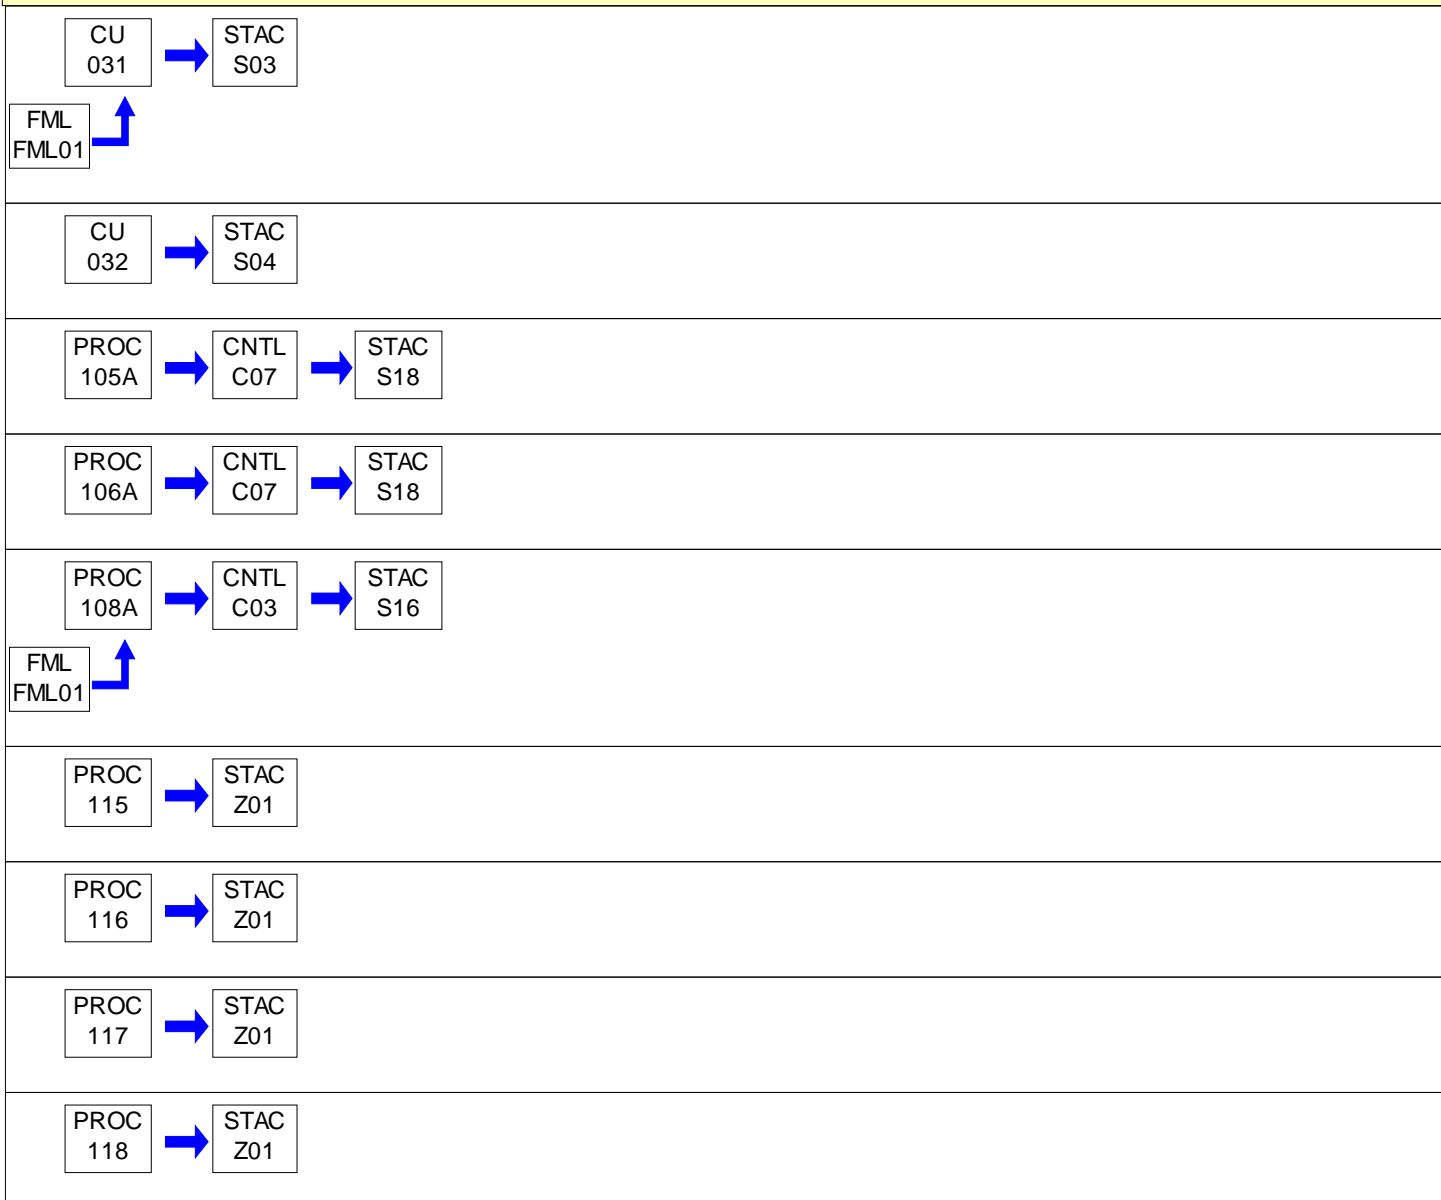 CU
031
STAC
S03
FML
FML01
CU
032
STAC
S04
PROC
105A
CNTL
C07
STAC
S18
PROC
106A
CNTL
C07
STAC
S18
PROC
108A
CNTL
C03
STAC
S16
FML
FML01
PROC
115
STAC
Z01
PROC
116
STAC
Z01
PROC
117
STAC
Z01
PROC
118
STAC
Z01